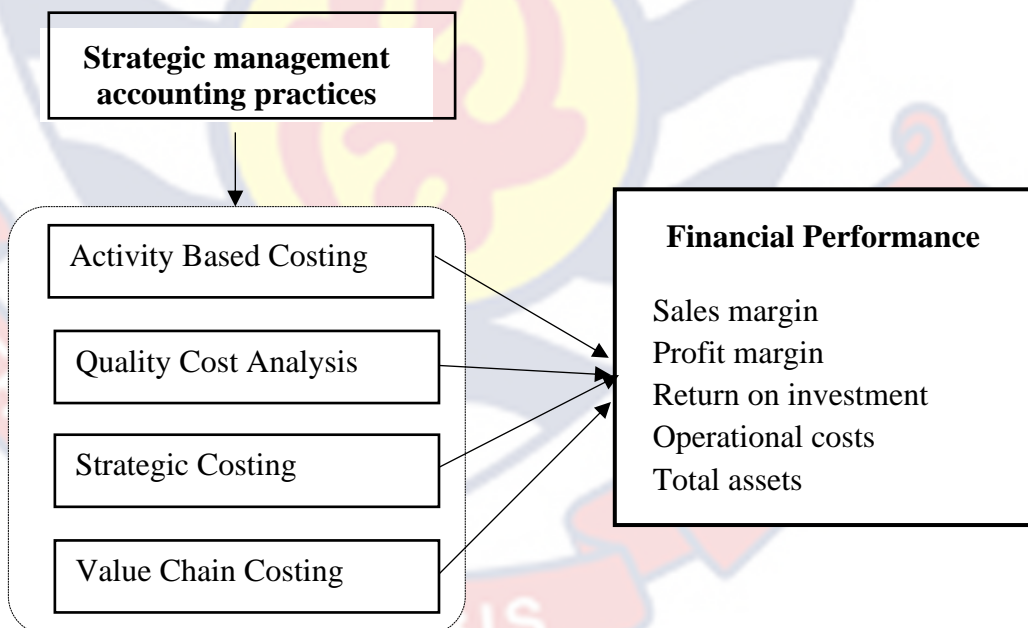 Strategic management
accounting practices
Activity Based Costing
Quality Cost Analysis
Strategic Costing
Value Chain Costing
Financial Performance
Sales margin
Profit margin
Return on investment
Operational costs
Total assets